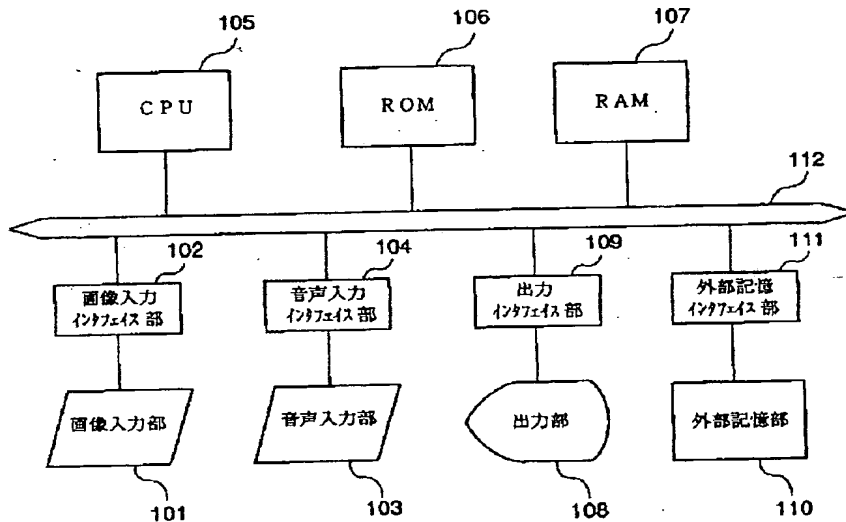 105
106
107
CPU
ROM
RAM
112
102
104
109
111
画像入力
インタフェイス部
音声入力
インタフェイス部
出力
インタフェイス部
外部記憶
インタフェイス部
画像入力部
音声入力部
出力部
外部記憶部
101
103
108
110